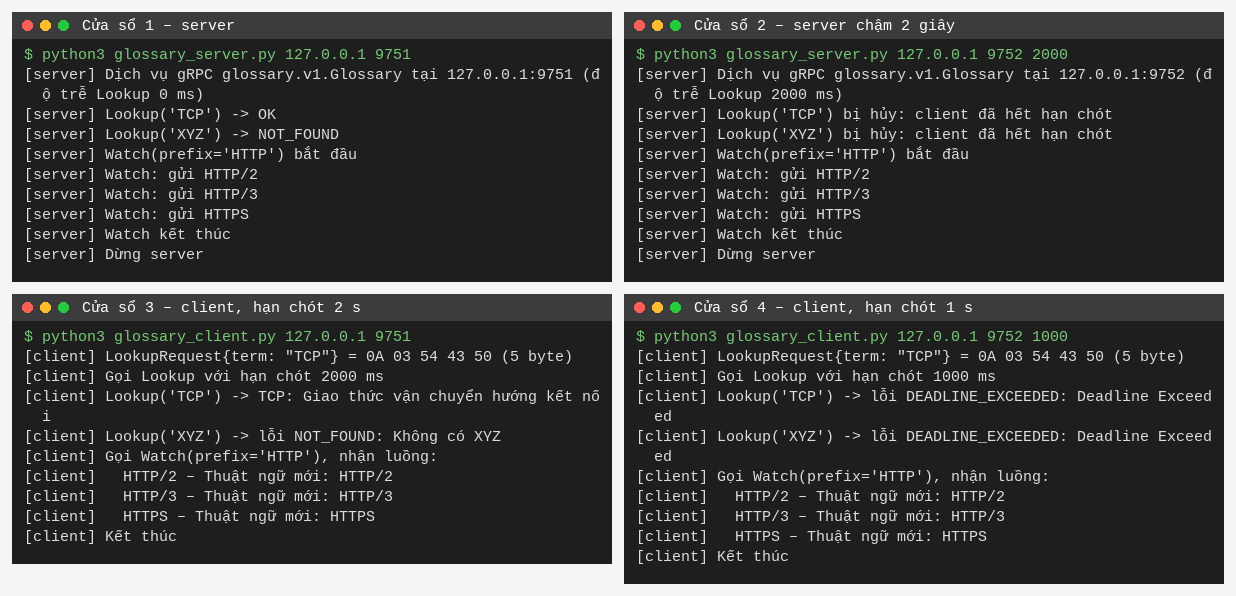 Cửa sổ 1 – server
$ python3 glossary_server.py 127.0.0.1 9751
[server] Dịch vụ gRPC glossary.v1.Glossary tại 127.0.0.1:9751 (đ
ộ trễ Lookup 0 ms)
[server] Lookup('TCP') -> OK
[server] Lookup('XYZ') -> NOT_FOUND
[server] Watch(prefix='HTTP') bắt đầu
[server] Watch: gửi HTTP/2
[server] Watch: gửi HTTP/3
[server] Watch: gửi HTTPS
[server] Watch kết thúc
[server] Dừng server
Cửa sổ 2 – server chậm 2 giây
$ python3 glossary_server.py 127.0.0.1 9752 2000
[server] Dịch vụ gRPC glossary.v1.Glossary tại 127.0.0.1:9752 (đ
ộ trễ Lookup 2000 ms)
[server] Lookup('TCP') bị hủy: client đã hết hạn chót
[server] Lookup('XYZ') bị hủy: client đã hết hạn chót
[server] Watch(prefix='HTTP') bắt đầu
[server] Watch: gửi HTTP/2
[server] Watch: gửi HTTP/3
[server] Watch: gửi HTTPS
[server] Watch kết thúc
[server] Dừng server
Cửa sổ 3 – client, hạn chót 2 s
$ python3 glossary_client.py 127.0.0.1 9751
[client] LookupRequest{term: "TCP"} = 0A 03 54 43 50 (5 byte)
[client] Gọi Lookup với hạn chót 2000 ms
[client] Lookup('TCP') -> TCP: Giao thức vận chuyển hướng kết nố
i
[client] Lookup('XYZ') -> lỗi NOT_FOUND: Không có XYZ
[client] Gọi Watch(prefix='HTTP'), nhận luồng:
[client]   HTTP/2 – Thuật ngữ mới: HTTP/2
[client]   HTTP/3 – Thuật ngữ mới: HTTP/3
[client]   HTTPS – Thuật ngữ mới: HTTPS
[client] Kết thúc
Cửa sổ 4 – client, hạn chót 1 s
$ python3 glossary_client.py 127.0.0.1 9752 1000
[client] LookupRequest{term: "TCP"} = 0A 03 54 43 50 (5 byte)
[client] Gọi Lookup với hạn chót 1000 ms
[client] Lookup('TCP') -> lỗi DEADLINE_EXCEEDED: Deadline Exceed
ed
[client] Lookup('XYZ') -> lỗi DEADLINE_EXCEEDED: Deadline Exceed
ed
[client] Gọi Watch(prefix='HTTP'), nhận luồng:
[client]   HTTP/2 – Thuật ngữ mới: HTTP/2
[client]   HTTP/3 – Thuật ngữ mới: HTTP/3
[client]   HTTPS – Thuật ngữ mới: HTTPS
[client] Kết thúc